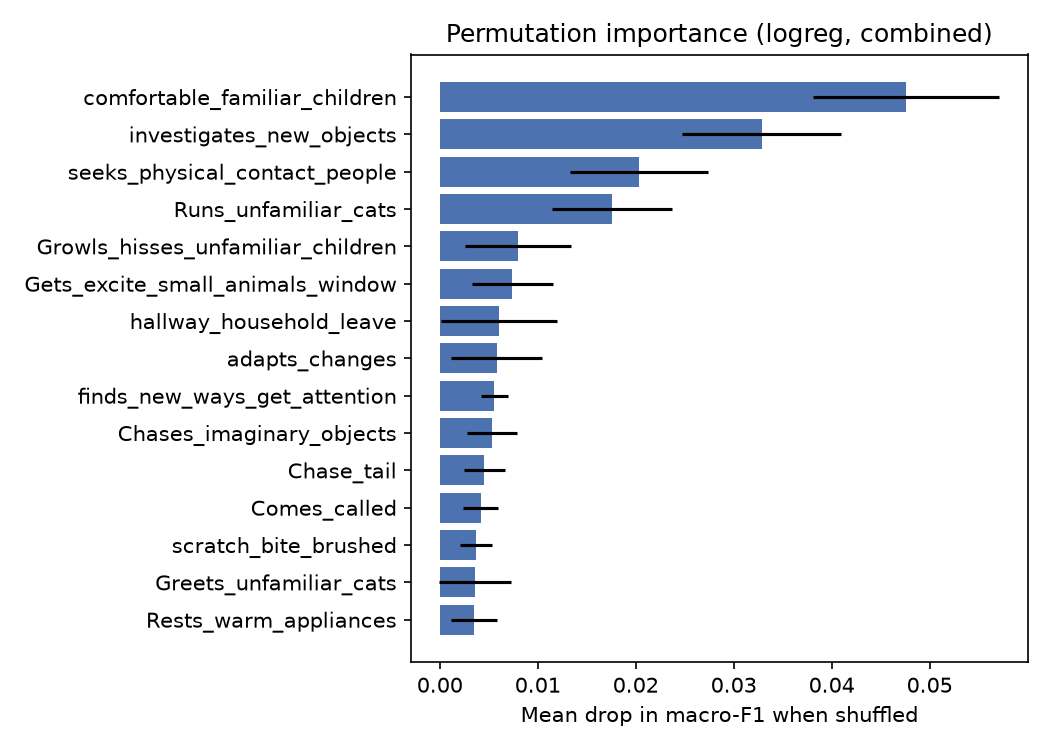 Permutation importance (logreg, combined)
comfortable_familiar_children
investigates_new_objects
seeks_physical_contact_people
Runs_unfamiliar_cats
Growls_hisses_unfamiliar_children
Gets_excite_small_animals_window
hallway_household_leave
adapts_changes
finds_new_ways_get_attention
Chases_imaginary_objects
Chase_tail
Comes_called
scratch_bite_brushed
Greets_unfamiliar_cats
Rests_warm_appliances
0.00 0.01 0.02 0.03 0.04 0.05
Mean drop in macro-F1 when shuffled